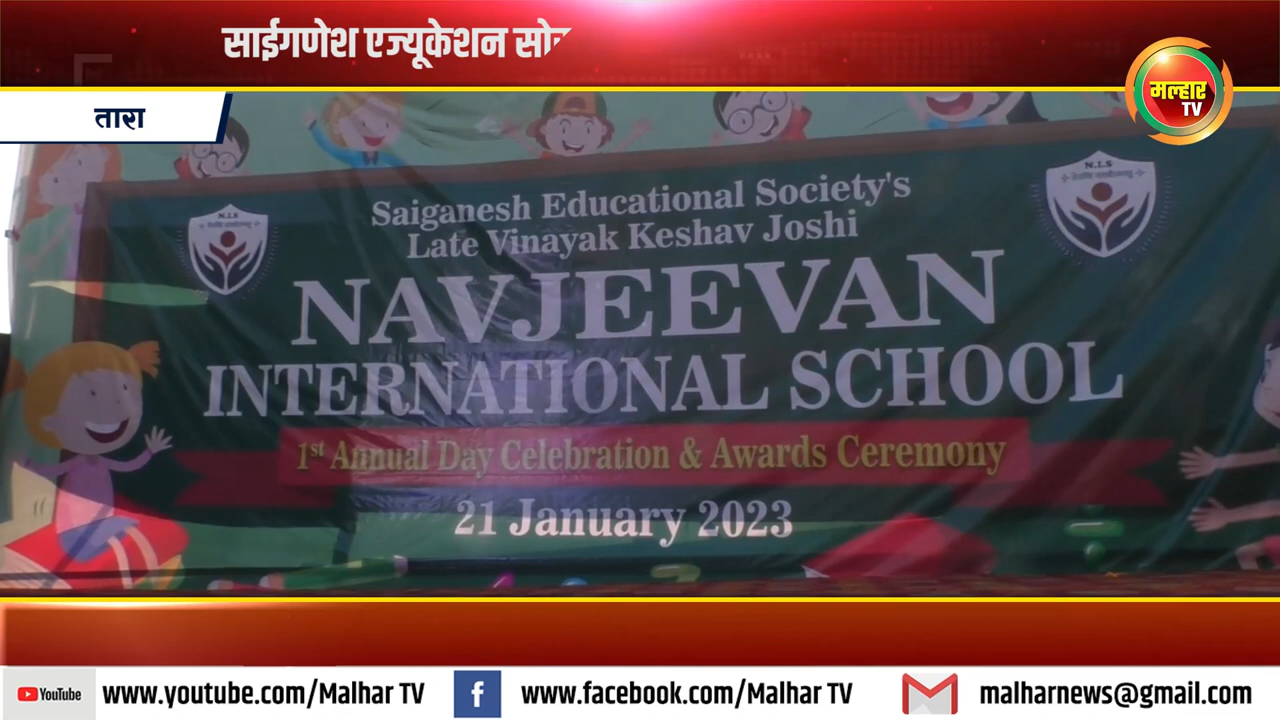 साईगणेश एज्यूकेशन
मल्हार
TV
तारा
N.I.S
N.I.S
Saiganesh Educational Society's
Late Vinayak Keshav Joshi
NAVJEEVAN
INTERNATIONAL SCHOOL
1st Annual Day Celebration & Awards Ceremony
21 January 2023
YouTube
www.youtube.com/Malhar TV
www.facebook.com/Malhar TV
malharnews@gmail.com